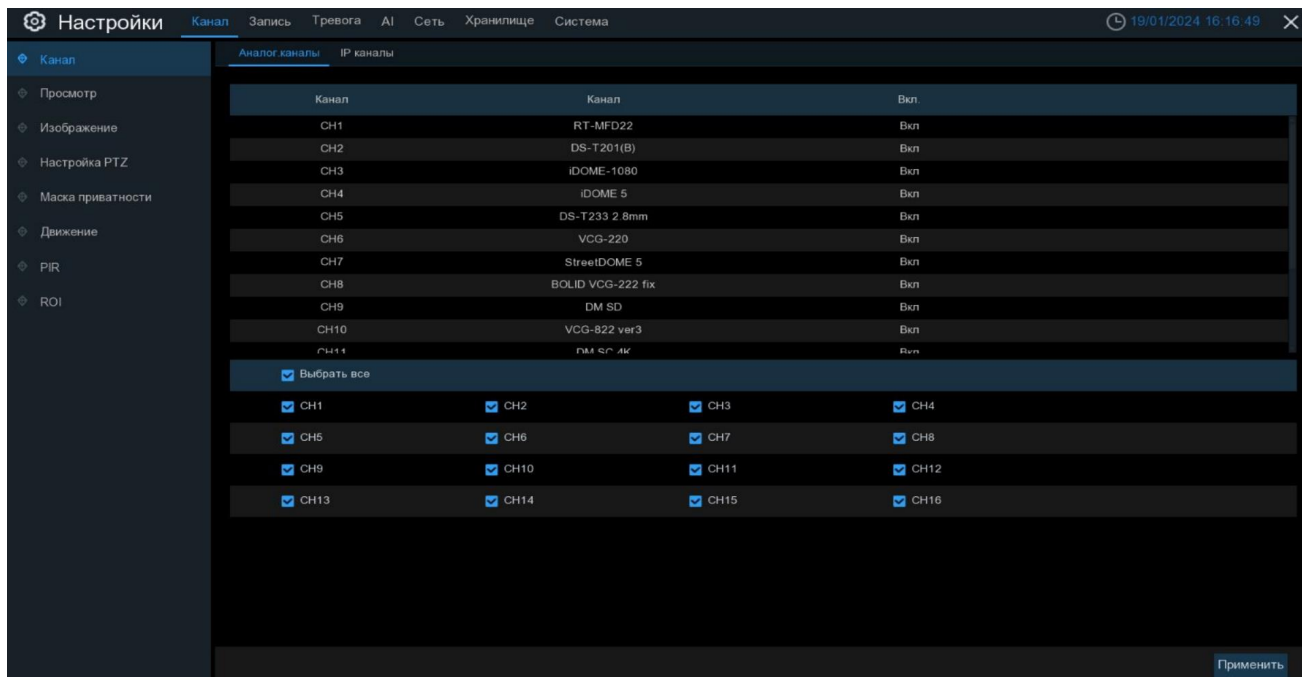 Настройки Канал Запись Тревога AI Сеть Хранилище Система 19/01/2024 16:16:49
Канал
Просмотр
Изображение
Настройка PTZ
Маска приватности
Движение
PIR
ROI
Аналог.каналы IP каналы
Канал Канал Вкл.
CH1 RT-MFD22 Вкл
CH2 DS-T201(B) Вкл
CH3 iDOME-1080 Вкл
CH4 iDOME 5 Вкл
CH5 DS-T233 2.8mm Вкл
CH6 VCG-220 Вкл
CH7 StreetDOME 5 Вкл
CH8 BOLID VCG-222 fix Вкл
CH9 DM SD Вкл
CH10 VCG-822 ver3 Вкл
CH11 DM SC 4K Вкл
Выбрать все
CH1 CH2 CH3 CH4
CH5 CH6 CH7 CH8
CH9 CH10 CH11 CH12
CH13 CH14 CH15 CH16
Применить